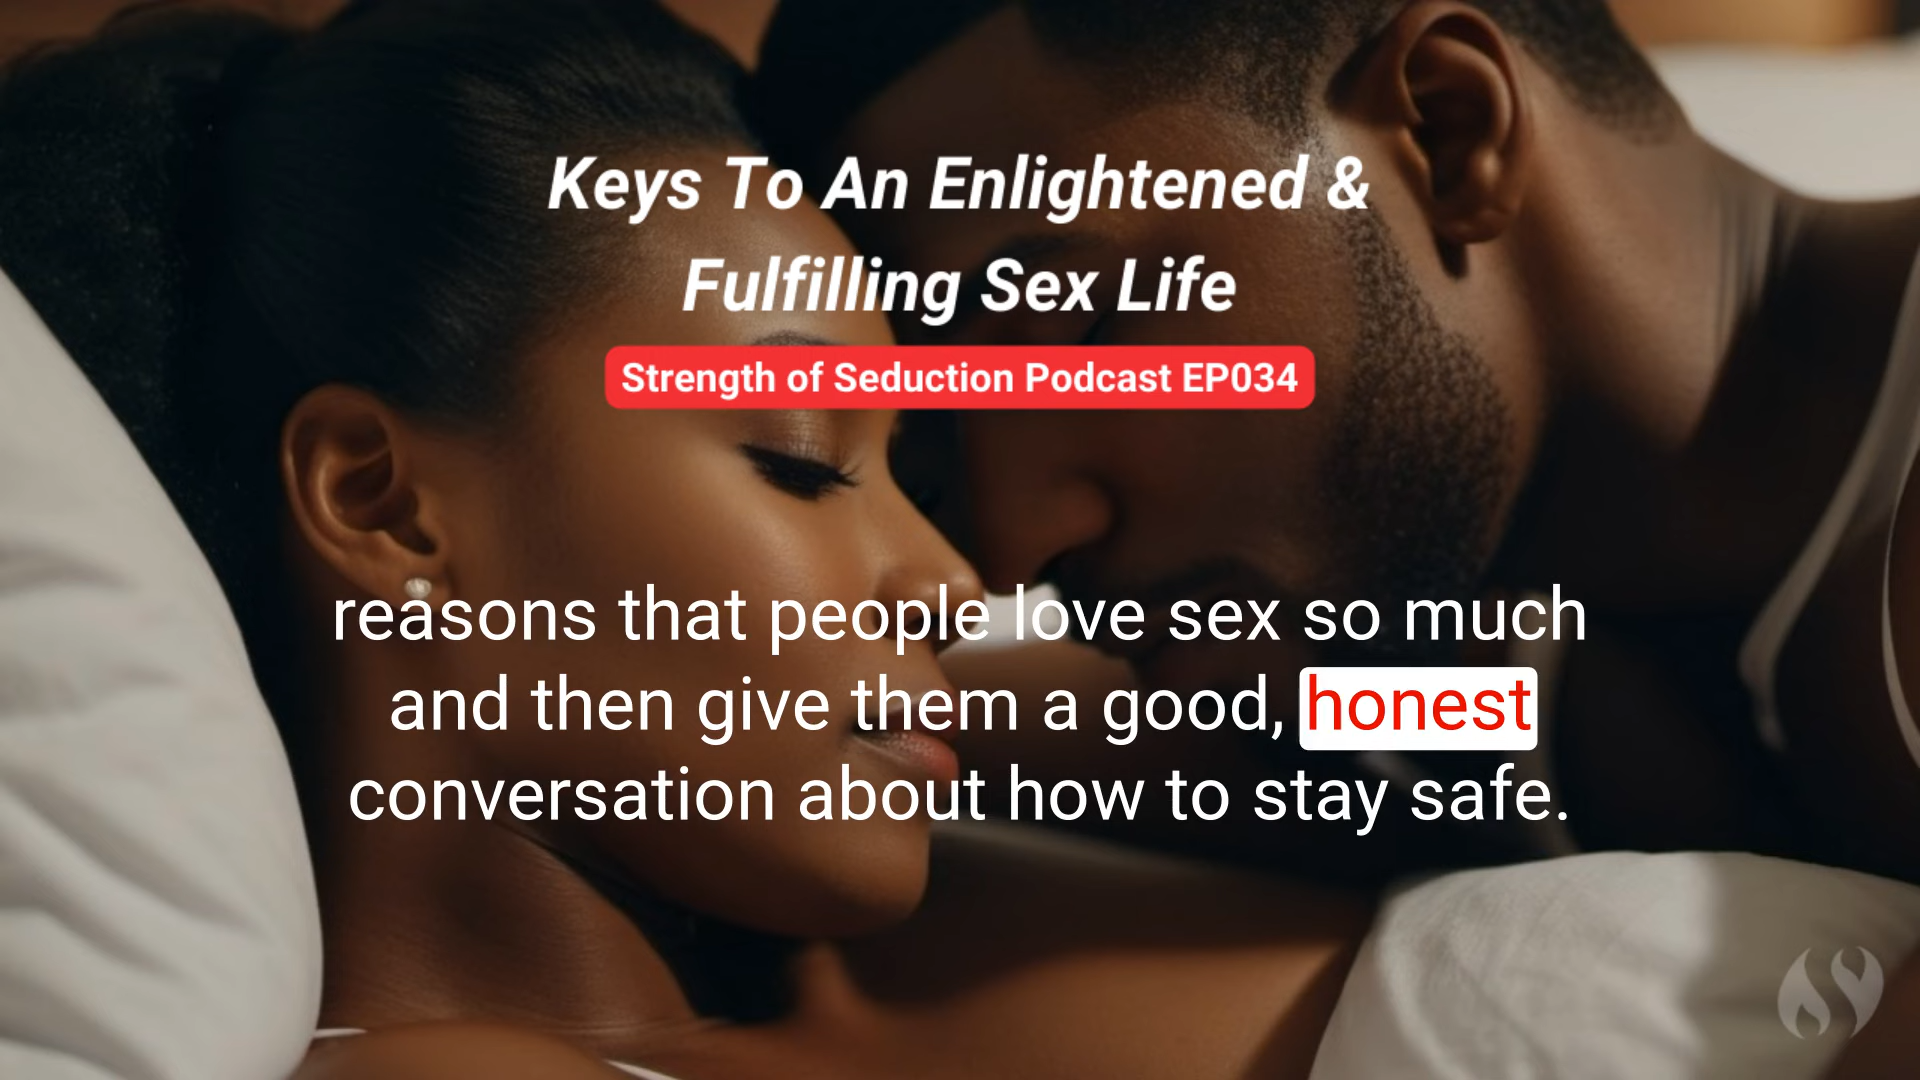 Keys To An Enlightened &
Fulfilling Sex Life
Strength of Seduction Podcast EP034
reasons that people love sex so much
and then give them a good, honest
conversation about how to stay safe.